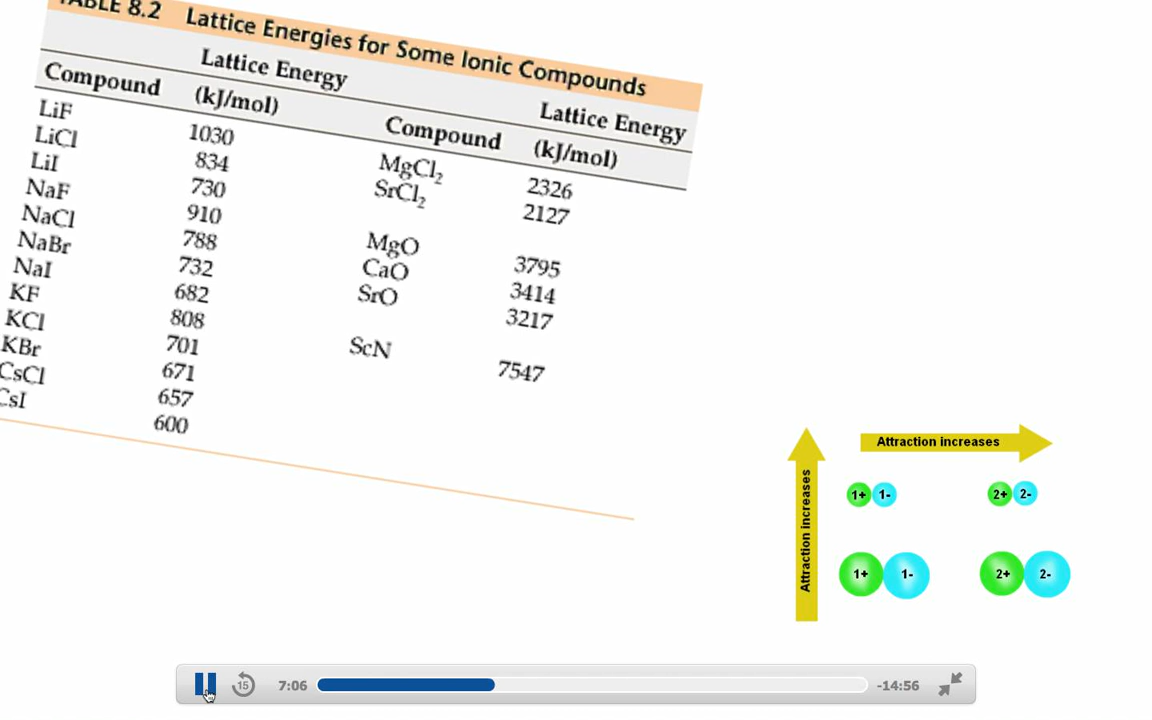 TABLE 8.2 Lattice Energies for Some Ionic Compounds
Compound Lattice Energy (kJ/mol) Compound Lattice Energy (kJ/mol)
LiF 1030 MgCl₂ 2326
LiCl 834 SrCl₂ 2127
LiI 730
NaF 910 MgO 3795
NaCl 788 CaO 3414
NaBr 732 SrO 3217
NaI 682
KF 808 ScN 7547
KCl 701
KBr 671
CsCl 657
CsI 600
Attraction increases
Attraction increases
1+ 1- 2+ 2-
1+ 1- 2+ 2-
15 7:06 -14:56